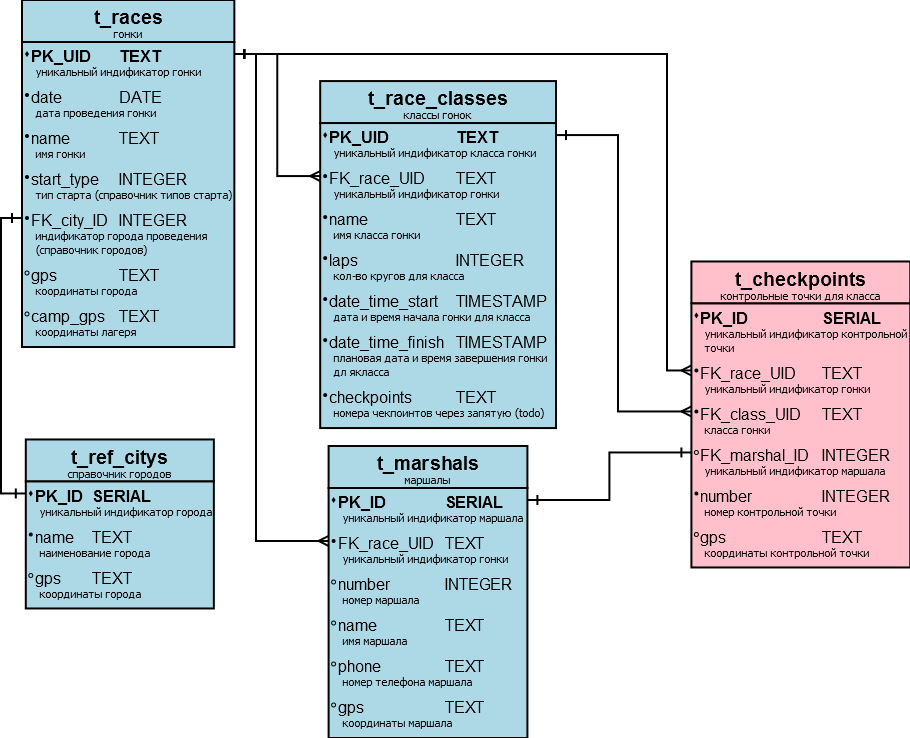 t_races
гонки
PK_UID TEXT
уникальный индификатор гонки
date DATE
дата проведения гонки
name TEXT
имя гонки
start_type INTEGER
тип старта (справочник типов старта)
FK_city_ID INTEGER
индификатор города проведения
(справочник городов)
gps TEXT
координаты города
camp_gps TEXT
координаты лагеря
t_race_classes
классы гонок
PK_UID TEXT
уникальный индификатор класса гонки
FK_race_UID TEXT
уникальный индификатор гонки
name TEXT
имя класса гонки
laps INTEGER
кол-во кругов для класса
date_time_start TIMESTAMP
дата и время начала гонки для класса
date_time_finish TIMESTAMP
плановая дата и время завершения гонки
дл якласса
checkpoints TEXT
номера чекпоинтов через запятую (todo)
t_checkpoints
контрольные точки для класса
PK_ID SERIAL
уникальный индификатор контрольной
точки
FK_race_UID TEXT
уникальный индификатор гонки
FK_class_UID TEXT
класса гонки
FK_marshal_ID INTEGER
уникальный индификатор маршала
number INTEGER
номер контрольной точки
gps TEXT
координаты контрольной точки
t_ref_citys
справочник городов
PK_ID SERIAL
уникальный индификатор города
name TEXT
наименование города
gps TEXT
координаты города
t_marshals
маршалы
PK_ID SERIAL
уникальный индификатор маршала
FK_race_UID TEXT
уникальный индификатор гонки
number INTEGER
номер маршала
name TEXT
имя маршала
phone TEXT
номер телефона маршала
gps TEXT
координаты маршала